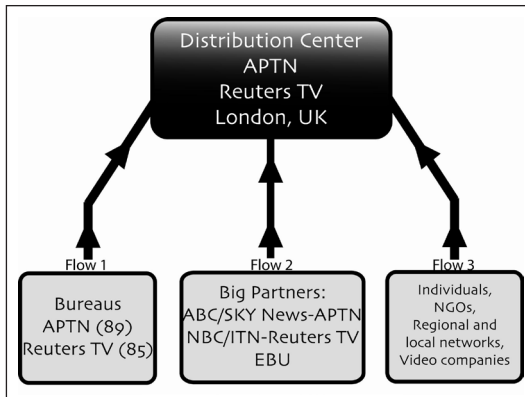 Distribution Center
APTN
Reuters TV
London, UK
Flow 1
Bureaus
APTN (89)
Reuters TV (85)
Flow 2
Big Partners:
ABC/SKY News-APTN
NBC/ITN-Reuters TV
EBU
Flow 3
Individuals,
NGOs,
Regional and
local networks,
Video companies